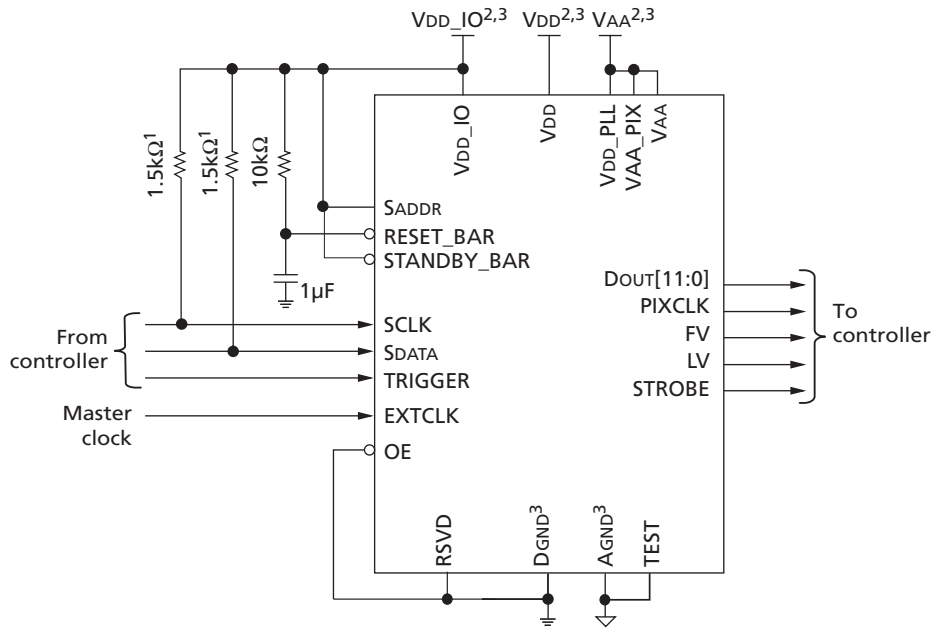 VDD_IO2,3 VDD2,3 VAA2,3
1.5kΩ1
1.5kΩ1
10kΩ
VDD_IO
VDD
VDD_PLL
VAA_PIX
VAA
SADDR
RESET_BAR
STANDBY_BAR
1µF
From
controller
SCLK
SDATA
TRIGGER
Master
clock
EXTCLK
OE
DOUT[11:0]
PIXCLK
FV
LV
STROBE
To
controller
RSVD
DGND3
AGND3
TEST